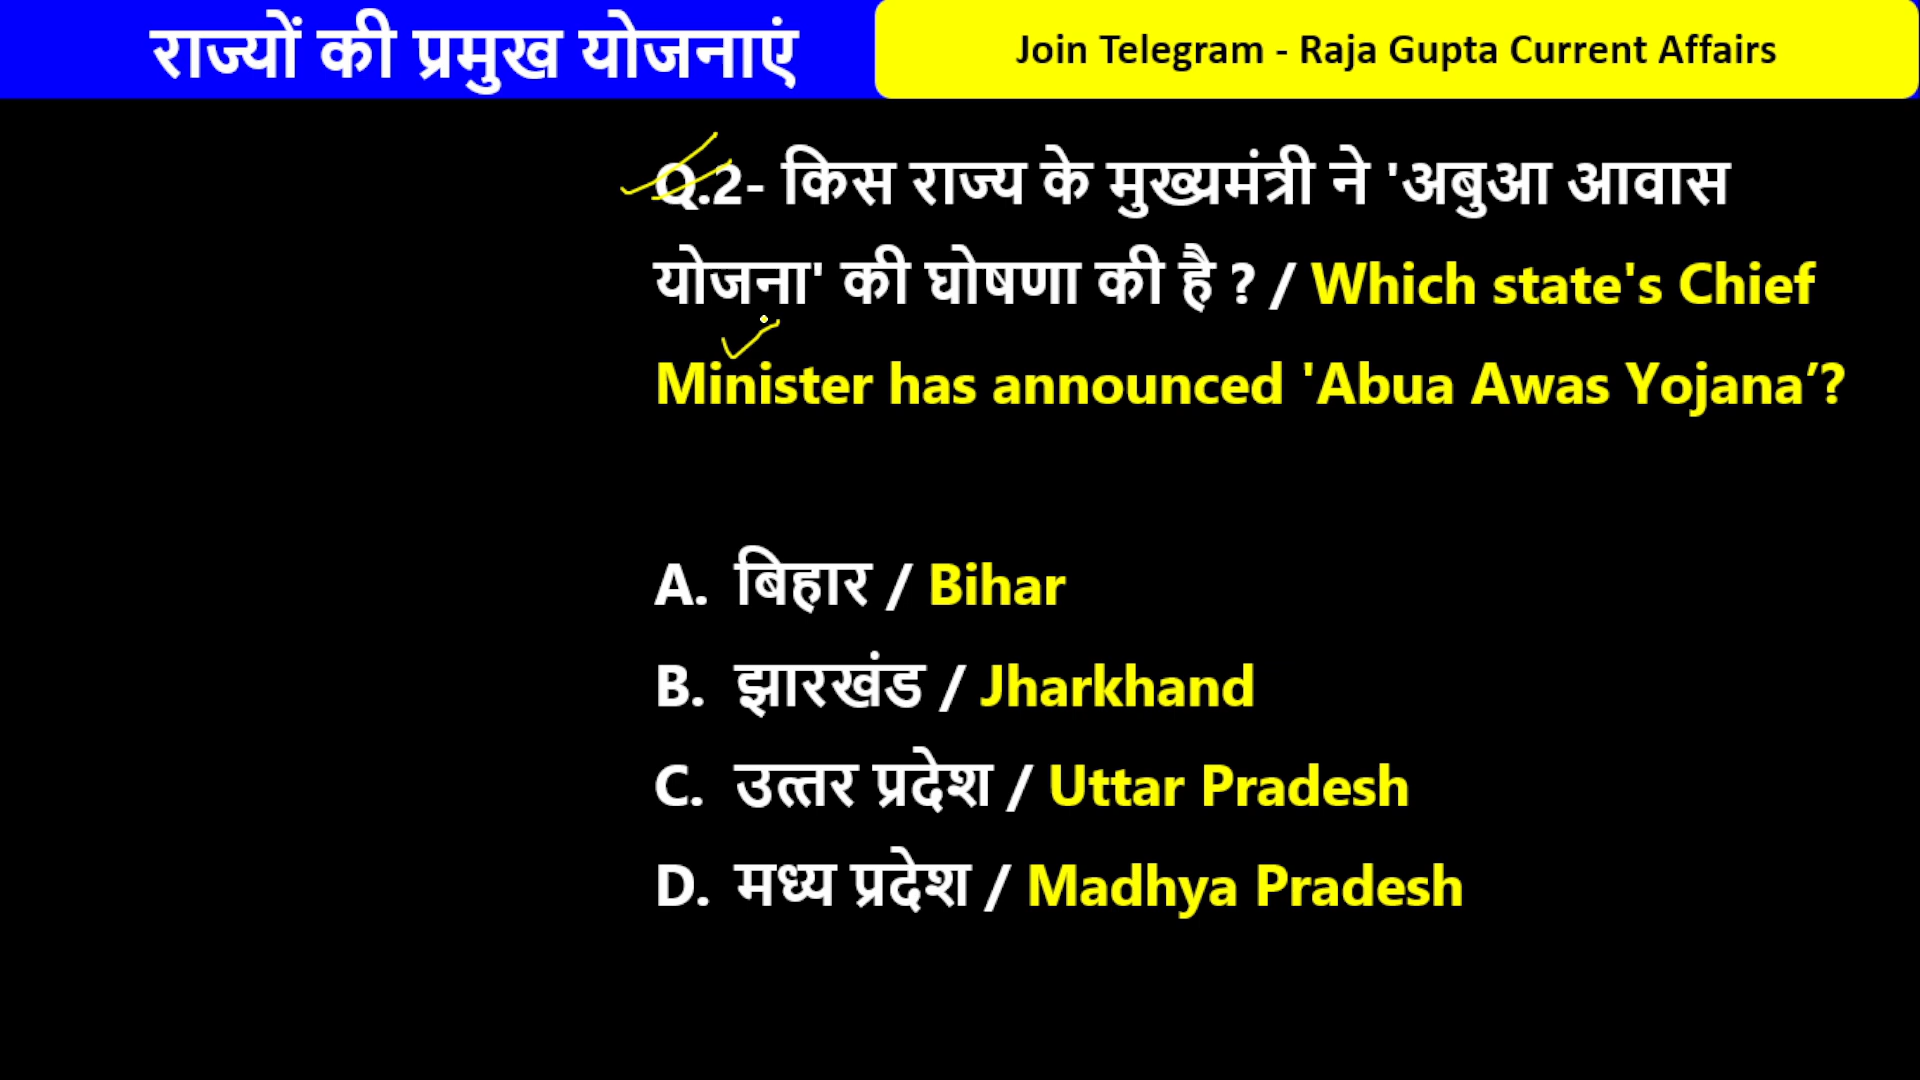 राज्यों की प्रमुख योजनाएं
Join Telegram - Raja Gupta Current Affairs
Q.2- किस राज्य के मुख्यमंत्री ने 'अबुआ आवास
योजना' की घोषणा की है ? / Which state's Chief
Minister has announced 'Abua Awas Yojana’?
A. बिहार / Bihar
B. झारखंड / Jharkhand
C. उत्तर प्रदेश / Uttar Pradesh
D. मध्य प्रदेश / Madhya Pradesh